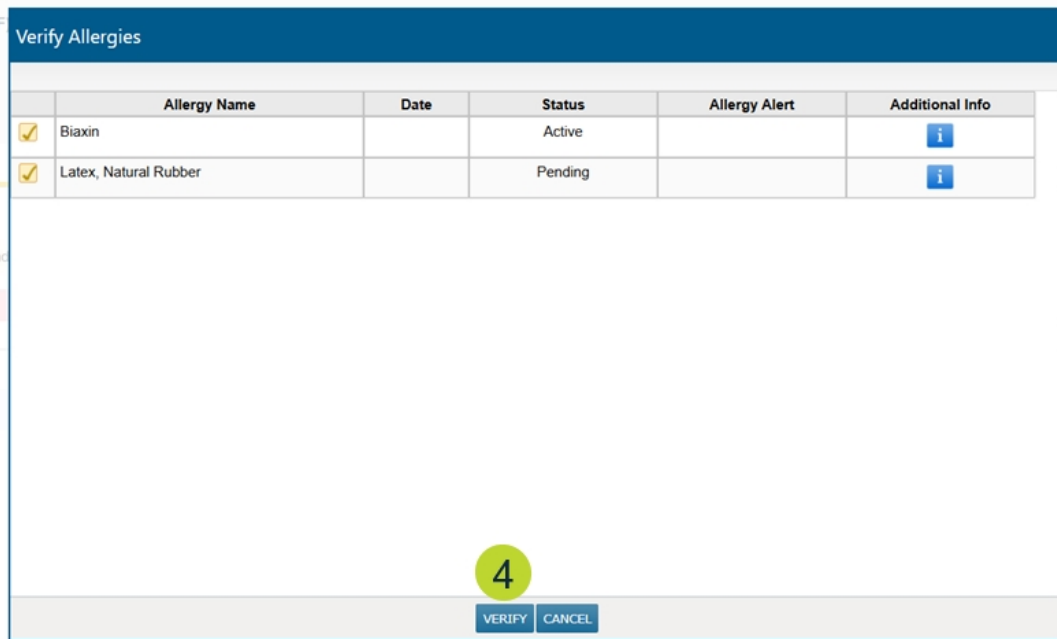 Verify Allergies
Allergy Name Date Status Allergy Alert Additional Info
Biaxin Active i
Latex, Natural Rubber Pending i
4
VERIFY CANCEL